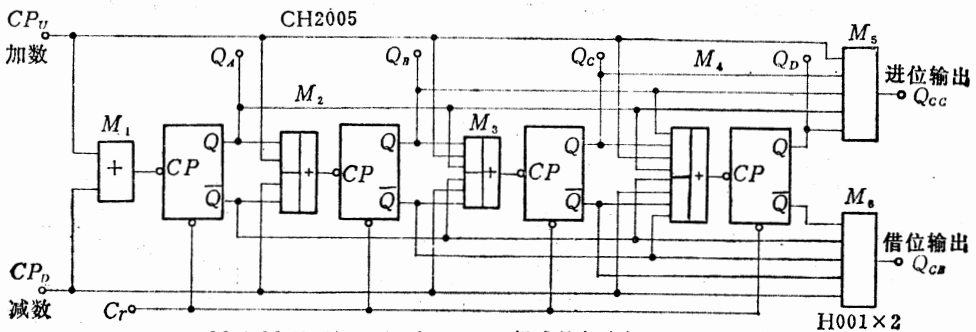 CP_U
加数
CH2005
Q_A
Q_B
Q_C
Q_D
M_1
M_2
M_3
M_4
M_5
M_6
+
+
+
+
CP
CP
CP
CP
Q
Q
Q
Q
Q̅
Q̅
Q̅
Q̅
进位输出
Q_CC
借位输出
Q_CB
CP_D
减数
Cr
H001×2